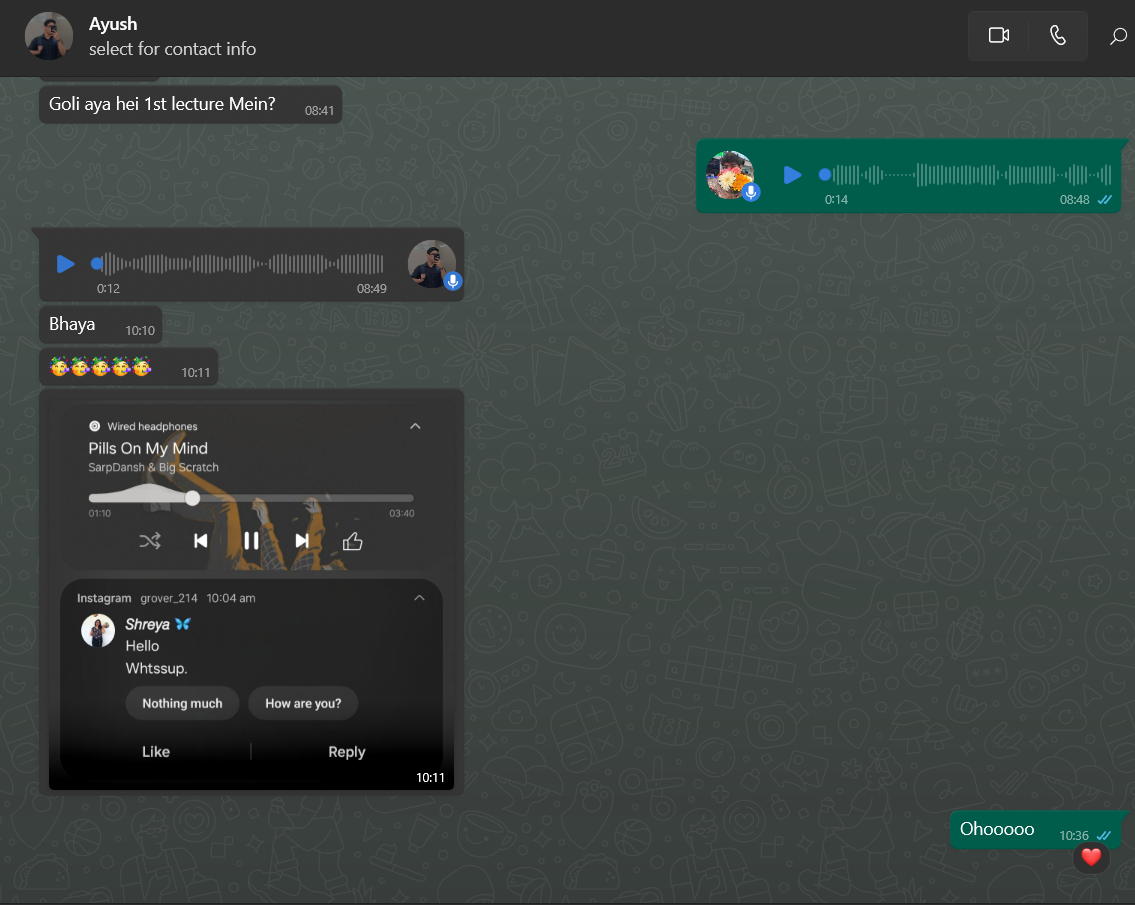 Ayush
select for contact info
Goli aya hei 1st lecture Mein?
08:41
0:14
08:48
0:12
08:49
Bhaya
10:10
🥳🥳🥳🥳🥳
10:11
Wired headphones
Pills On My Mind
SarpDansh & Big Scratch
01:10
03:40
Instagram grover_214 10:04 am
Shreya 🦋
Hello
Whtssup.
Nothing much
How are you?
Like
Reply
10:11
Ohooooo
10:36
❤️